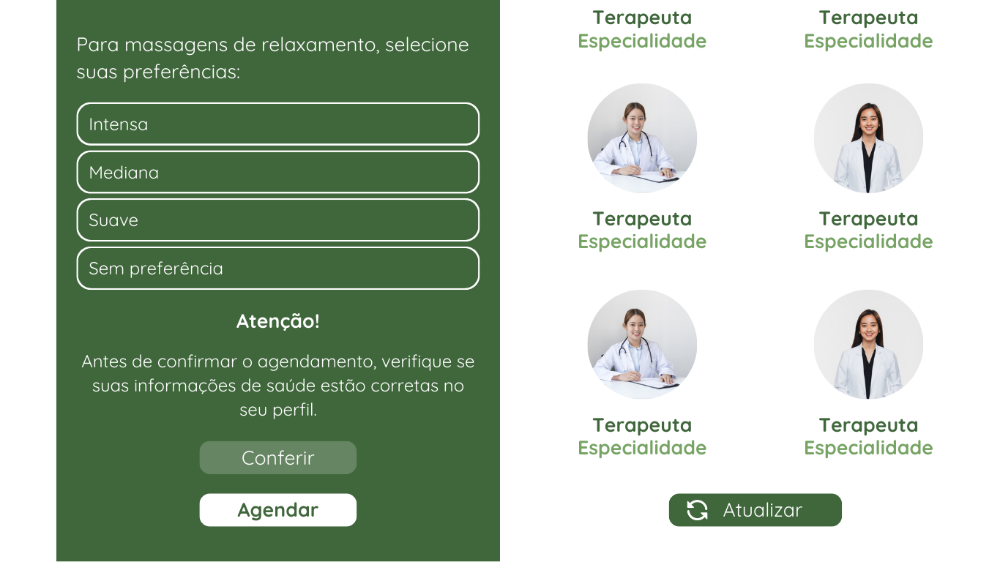 Para massagens de relaxamento, selecione
suas preferências:
Intensa
Mediana
Suave
Sem preferência
Atenção!
Antes de confirmar o agendamento, verifique se
suas informações de saúde estão corretas no
seu perfil.
Conferir
Agendar
Terapeuta
Especialidade
Terapeuta
Especialidade
Terapeuta
Especialidade
Terapeuta
Especialidade
Terapeuta
Especialidade
Terapeuta
Especialidade
Atualizar